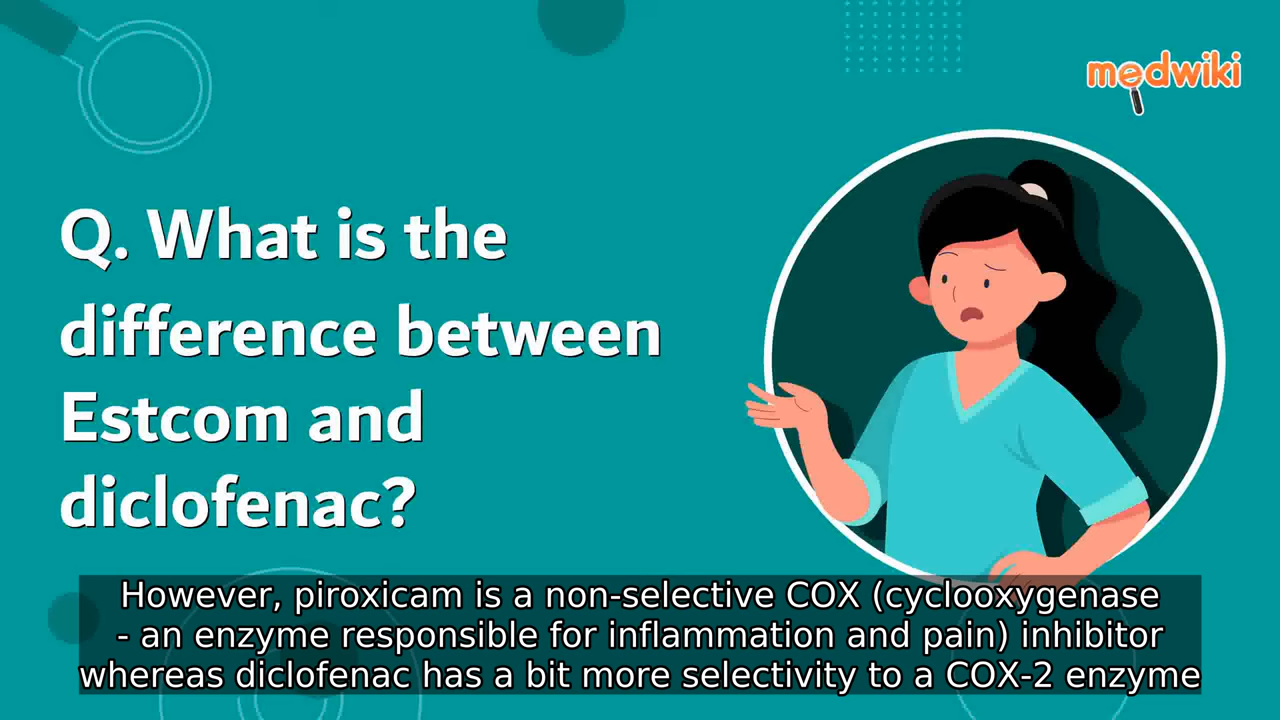 medwiki
Q. What is the
difference between
Estcom and
diclofenac?
However, piroxicam is a non-selective COX (cyclooxygenase
- an enzyme responsible for inflammation and pain) inhibitor
whereas diclofenac has a bit more selectivity to a COX-2 enzyme